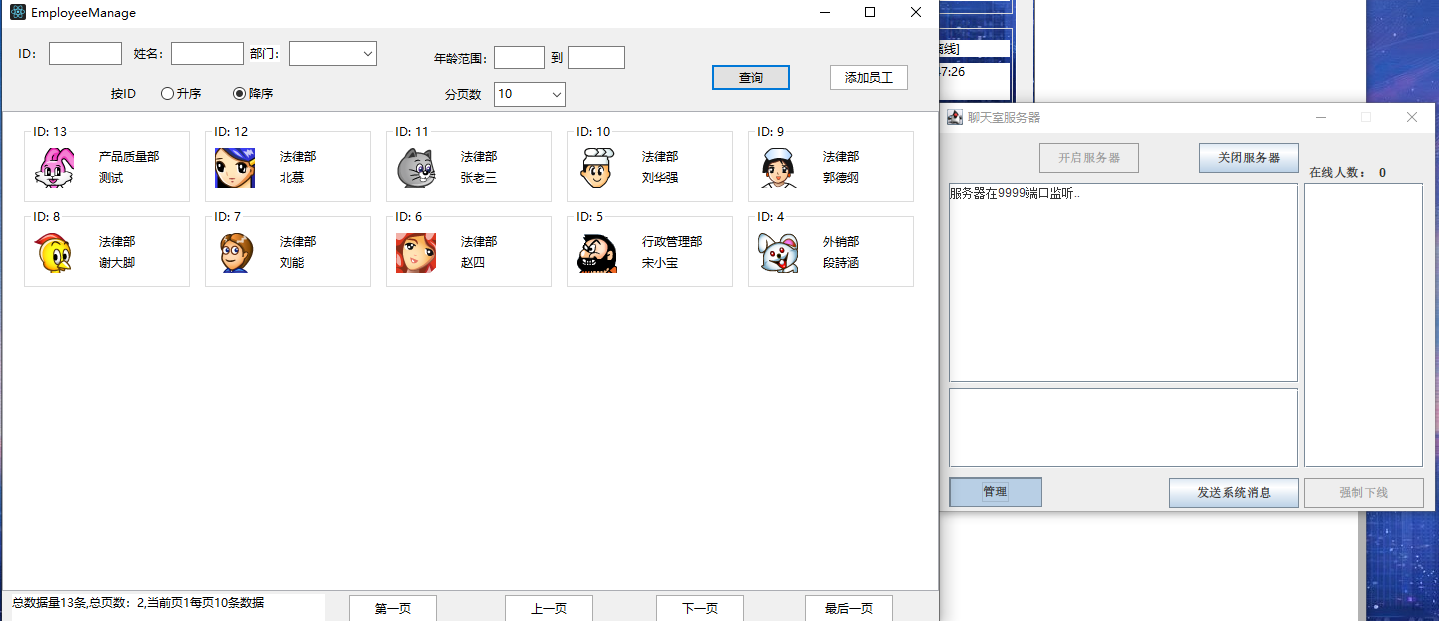 EmployeeManage
ID: 姓名: 部门:
年龄范围: 到
查询 添加员工
按ID 升序 降序
分页数 10
ID: 13
产品质量部
测试
ID: 12
法律部
北慕
ID: 11
法律部
张老三
ID: 10
法律部
刘华强
ID: 9
法律部
郭德纲
ID: 8
法律部
谢大脚
ID: 7
法律部
刘能
ID: 6
法律部
赵四
ID: 5
行政管理部
宋小宝
ID: 4
外销部
段詩涵
总数据量13条,总页数：2,当前页1每页10条数据
第一页 上一页 下一页 最后一页
线]
7:26
聊天室服务器
开启服务器 关闭服务器
在线人数： 0
服务器在9999端口监听..
管理 发送系统消息 强制下线